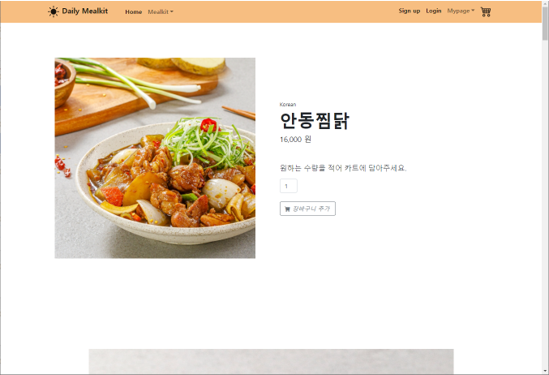 Daily Mealkit Home Mealkit Sign up Login Mypage
Korean
안동찜닭
16,000 원
원하는 수량을 적어 카트에 담아주세요.
1
장바구니 추가